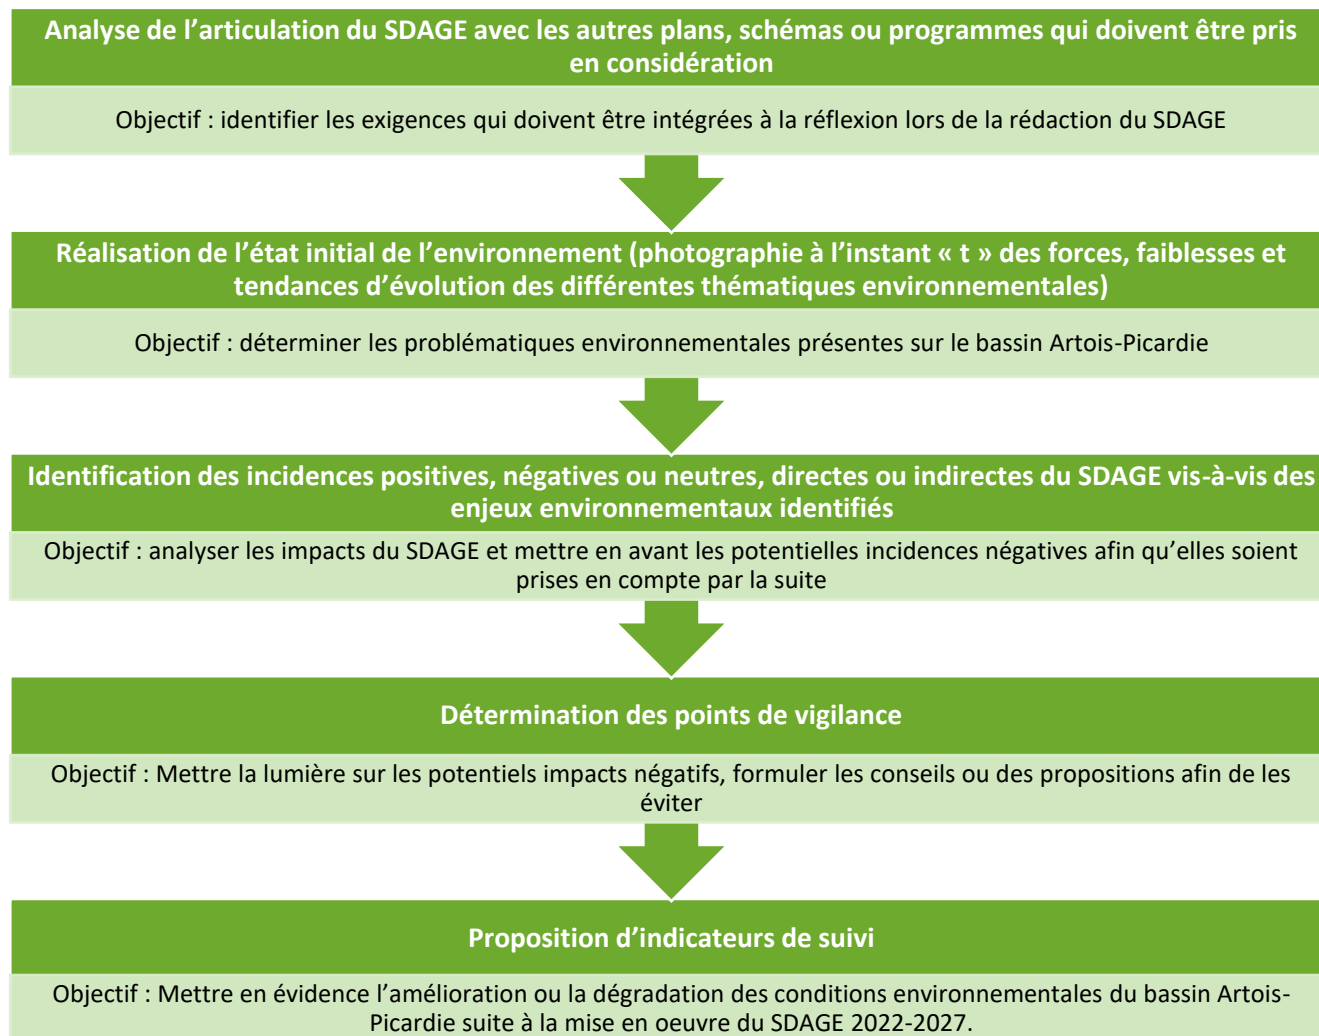 Analyse de l’articulation du SDAGE avec les autres plans, schémas ou programmes qui doivent être pris
en considération
Objectif : identifier les exigences qui doivent être intégrées à la réflexion lors de la rédaction du SDAGE
Réalisation de l’état initial de l’environnement (photographie à l’instant « t » des forces, faiblesses et
tendances d’évolution des différentes thématiques environnementales)
Objectif : déterminer les problématiques environnementales présentes sur le bassin Artois-Picardie
Identification des incidences positives, négatives ou neutres, directes ou indirectes du SDAGE vis-à-vis des
enjeux environnementaux identifiés
Objectif : analyser les impacts du SDAGE et mettre en avant les potentielles incidences négatives afin qu’elles soient
prises en compte par la suite
Détermination des points de vigilance
Objectif : Mettre la lumière sur les potentiels impacts négatifs, formuler les conseils ou des propositions afin de les
éviter
Proposition d’indicateurs de suivi
Objectif : Mettre en évidence l’amélioration ou la dégradation des conditions environnementales du bassin Artois-
Picardie suite à la mise en oeuvre du SDAGE 2022-2027.